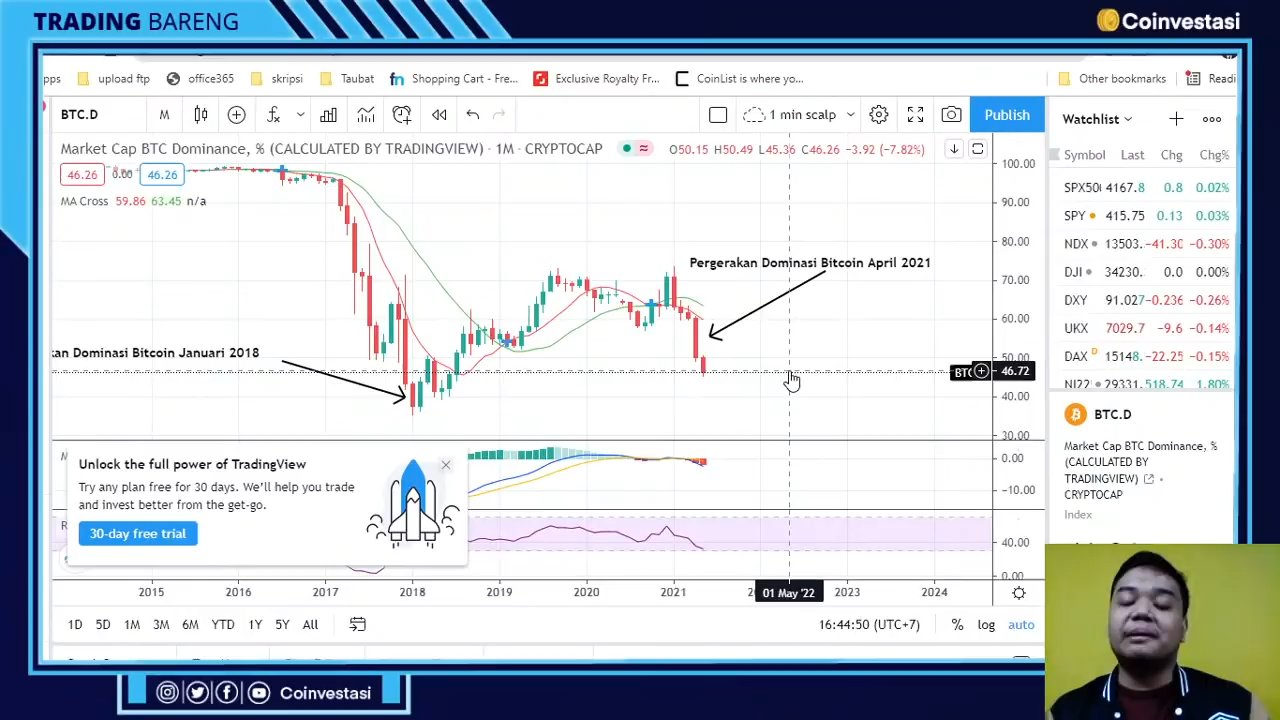 TRADING BARENG
Coinvestasi
upload ftp
office365
skripsi
Taubat
fn Shopping Cart - Fre...
Exclusive Royalty Fr...
CoinList is where yo...
Other bookmarks
BTC.D
M
1 min scalp
Publish
Watchlist
Market Cap BTC Dominance, % (CALCULATED BY TRADINGVIEW) · 1M · CRYPTOCAP
O50.15 H50.49 L45.36 C46.26 −3.92 (−7.82%)
46.26 0.00 46.26
MA Cross 59.86 63.45 n/a
Symbol Last Chg Chg%
4167.8 0.8 0.02%
SPY 415.75 0.13 0.03%
NDX 13503. -41.30 -0.30%
DJI 34230. 0.0 0.00%
DXY 91.027 -0.236 -0.26%
UKX 7029.7 -9.6 -0.14%
DAX D 15148. -22.25 -0.15%
NI22 29331. 518.74 1.80%
100.00
90.00
80.00
70.00
60.00
50.00
46.72
40.00
30.00
0.00
−10.00
40.00
0.00
Pergerakan Dominasi Bitcoin April 2021
Dominasi Bitcoin Januari 2018
BTC.D
Market Cap BTC Dominance, %
(CALCULATED BY
TRADINGVIEW)
CRYPTOCAP
Index
Unlock the full power of TradingView
Try any plan free for 30 days. We'll help you trade
and invest better from the get-go.
30-day free trial
2015 2016 2017 2018 2019 2020 2021 01 May '22 2023 2024
1D 5D 1M 3M 6M YTD 1Y 5Y All
16:44:50 (UTC+7)
% log auto
Coinvestasi